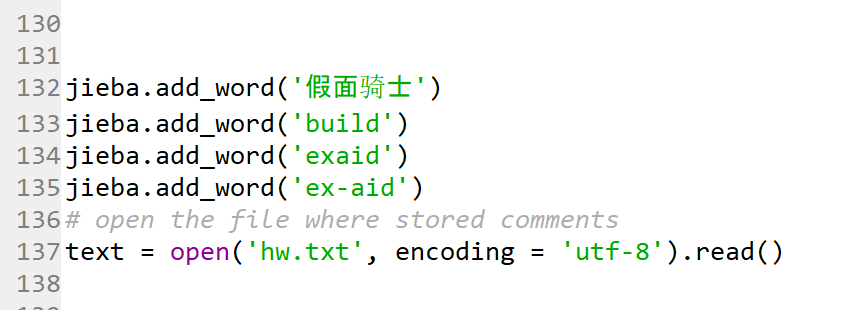 130
131
132 jieba.add_word('假面骑士')
133 jieba.add_word('build')
134 jieba.add_word('exaid')
135 jieba.add_word('ex-aid')
136 # open the file where stored comments
137 text = open('hw.txt', encoding = 'utf-8').read()
138